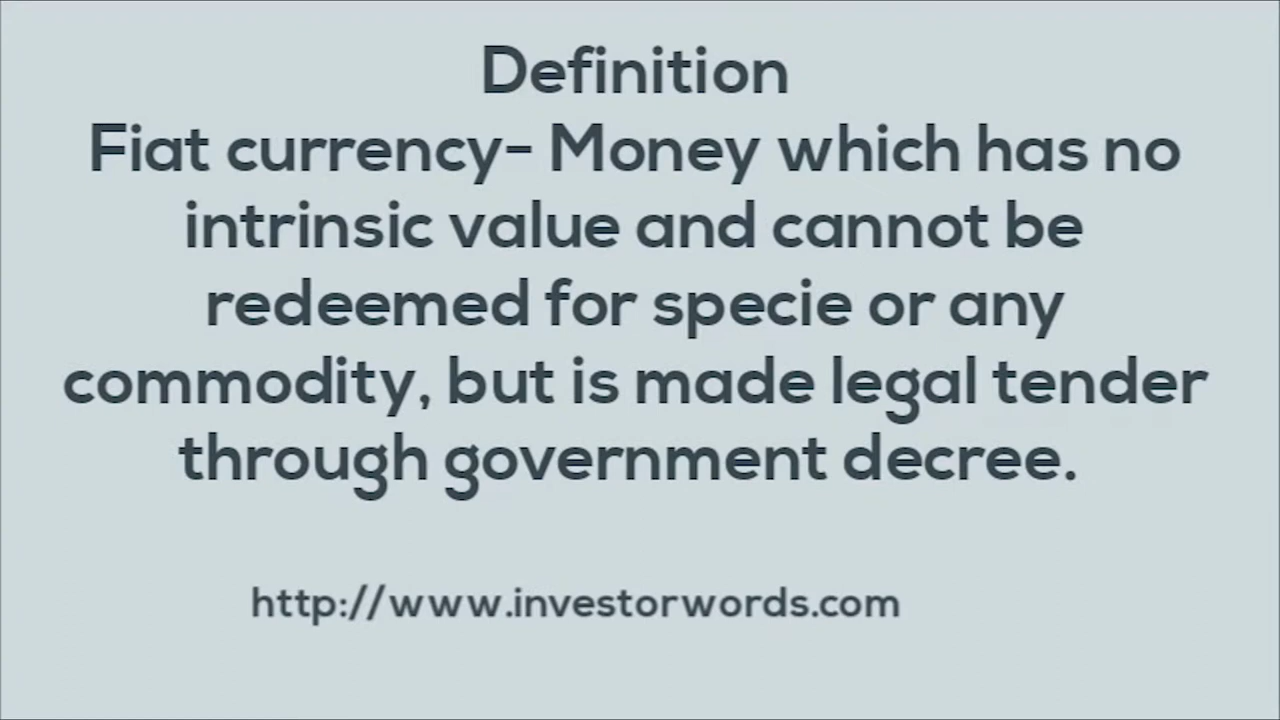 Definition
Fiat currency- Money which has no
intrinsic value and cannot be
redeemed for specie or any
commodity, but is made legal tender
through government decree.
http://www.investorwords.com